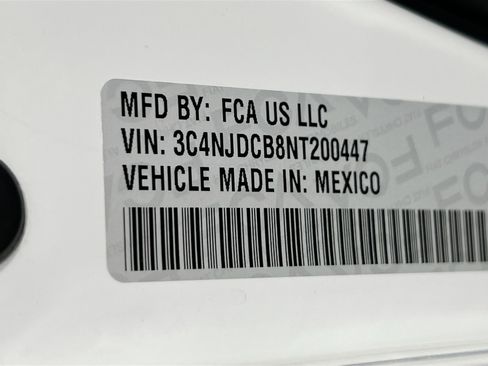 MFD BY: FCA US LLC
VIN: 3C4NJDCB8NT200447
VEHICLE MADE IN: MEXICO